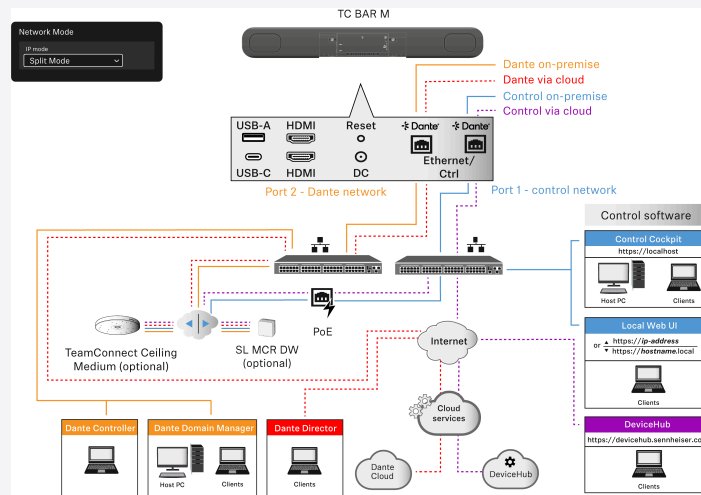 TC BAR M
Network Mode
IP mode
Split Mode
Dante on-premise
Dante via cloud
Control on-premise
Control via cloud
USB-A
HDMI
Reset
Dante
Dante
Ethernet/
Ctrl
USB-C
HDMI
DC
Port 2 - Dante network
Port 1 - control network
Control software
Control Cockpit
https://localhost
Host PC
Clients
PoE
TeamConnect Ceiling
Medium (optional)
SL MCR DW
(optional)
Internet
Local Web UI
or
https://ip-address
https://hostname.local
Clients
Cloud
services
Dante Controller
Dante Domain Manager
Host PC
Clients
Dante Director
Clients
Dante
Cloud
DeviceHub
DeviceHub
https://devicehub.sennheiser.co
Clients